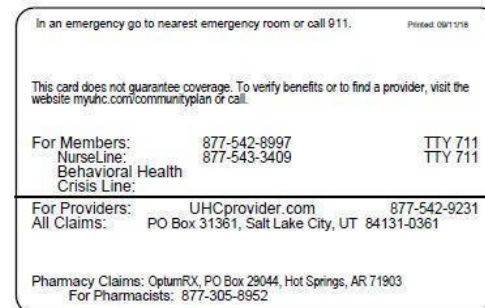 In an emergency go to nearest emergency room or call 911. Printed: 09/11/18
This card does not guarantee coverage. To verify benefits or to find a provider, visit the
website myuhc.com/communityplan or call.
For Members: 877-542-8997 TTY 711
NurseLine: 877-543-3409 TTY 711
Behavioral Health
Crisis Line:
For Providers: UHCprovider.com 877-542-9231
All Claims: PO Box 31361, Salt Lake City, UT 84131-0361
Pharmacy Claims: OptumRX, PO Box 29044, Hot Springs, AR 71903
For Pharmacists: 877-305-8952